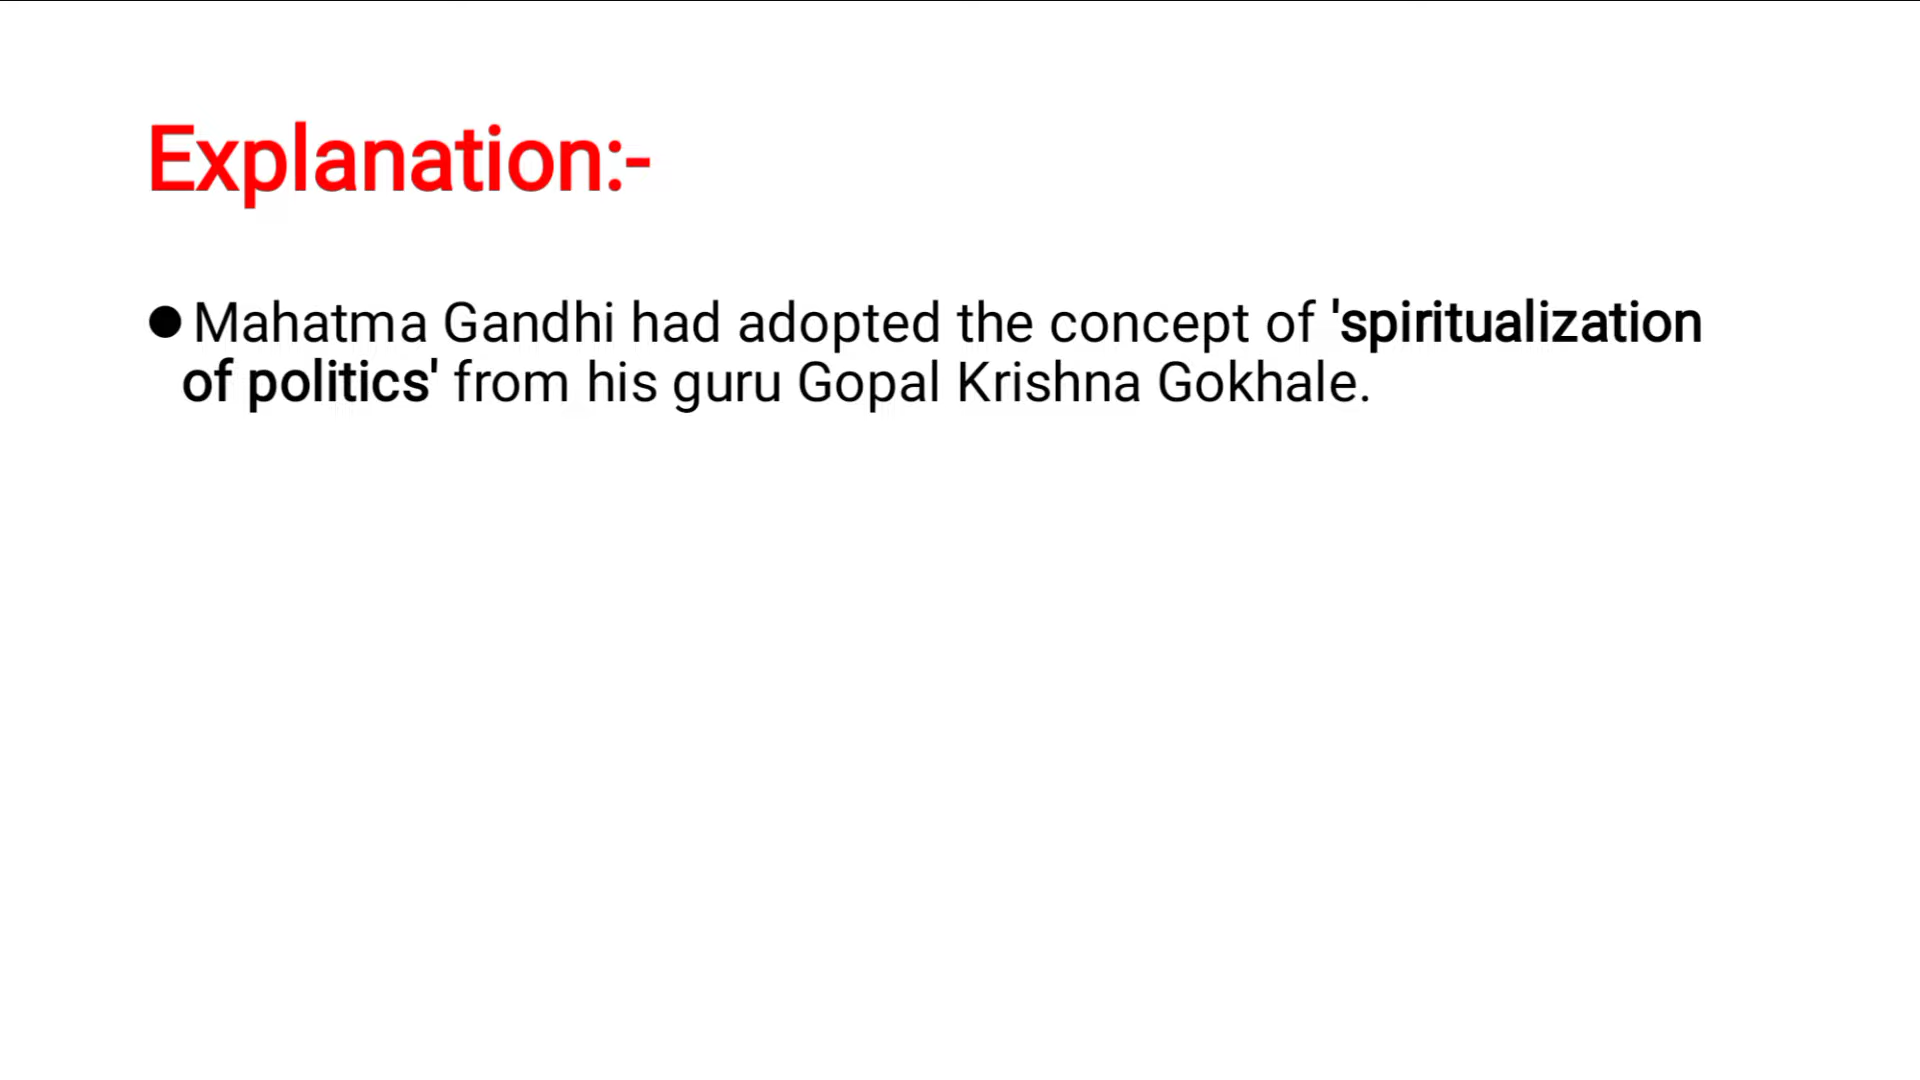 Explanation:-
● Mahatma Gandhi had adopted the concept of 'spiritualization
of politics' from his guru Gopal Krishna Gokhale.